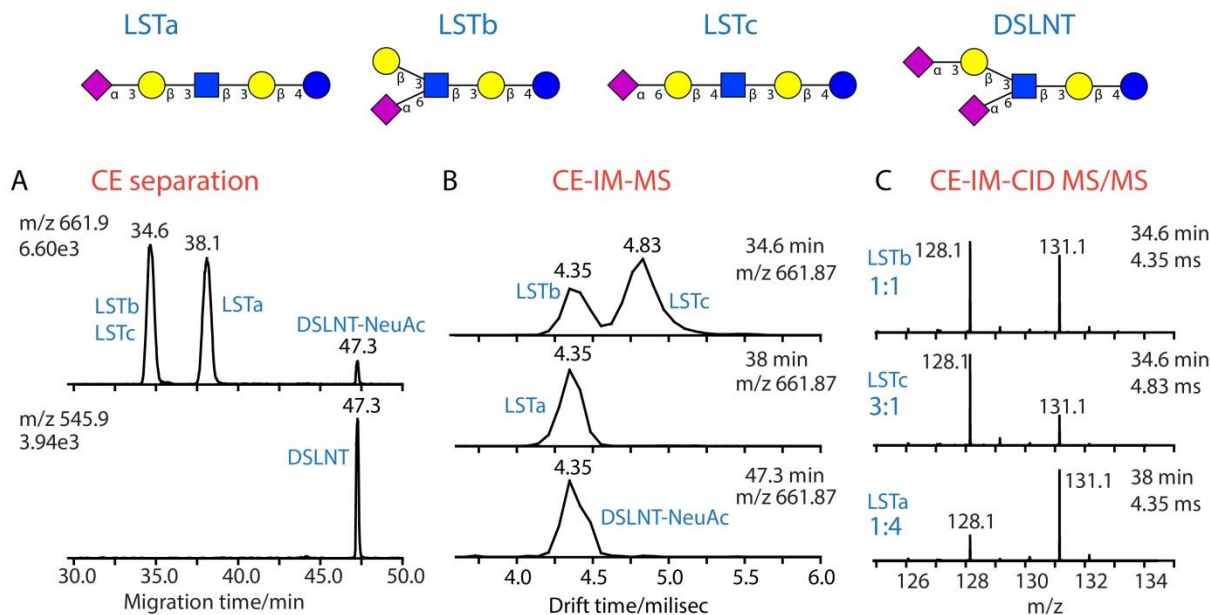 LSTa
LSTb
LSTc
DSLNT
α 3 β 3 β 3 β 4
β 3 α 6 β 3 β 4
α 6 β 4 β 3 β 4
α 3 β 3 α 6 β 3 β 4
A CE separation
m/z 661.9
6.60e3
34.6
38.1
LSTb
LSTc
LSTa
DSLNT-NeuAc
47.3
m/z 545.9
3.94e3
47.3
DSLNT
30.0 35.0 40.0 45.0 50.0
Migration time/min
B CE-IM-MS
4.83
34.6 min
m/z 661.87
4.35
LSTb
LSTc
4.35
38 min
m/z 661.87
LSTa
4.35
47.3 min
m/z 661.87
DSLNT-NeuAc
4.0 4.5 5.0 5.5 6.0
Drift time/milisec
C CE-IM-CID MS/MS
LSTb
1:1
128.1
131.1
34.6 min
4.35 ms
LSTc
3:1
128.1
131.1
34.6 min
4.83 ms
LSTa
1:4
128.1
131.1
38 min
4.35 ms
126 128 130 132 134
m/z